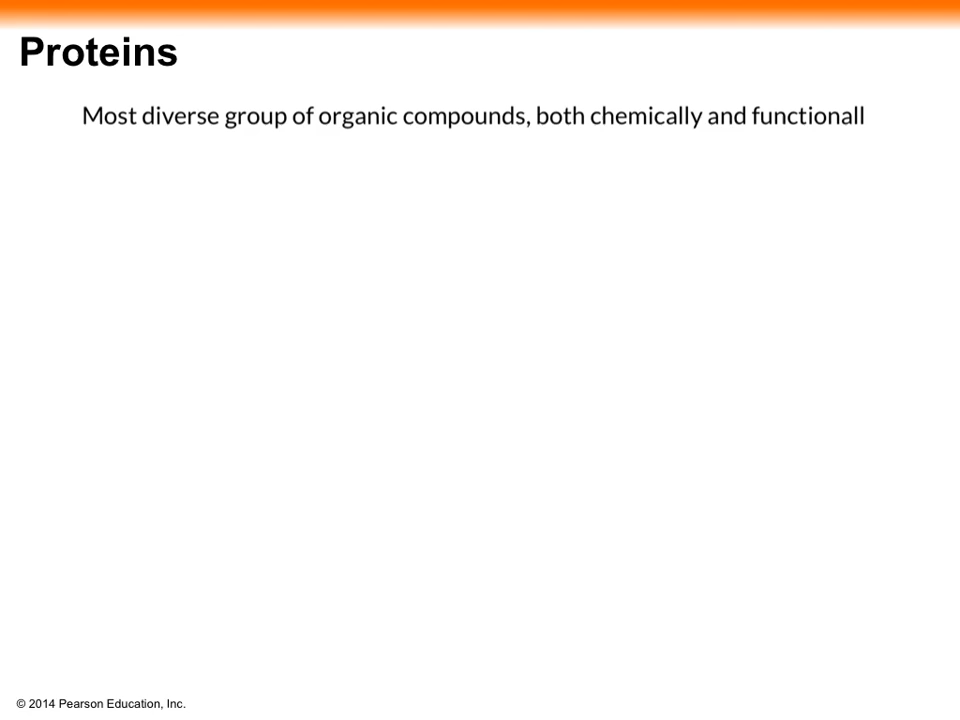 Proteins
Most diverse group of organic compounds, both chemically and functionall
© 2014 Pearson Education, Inc.